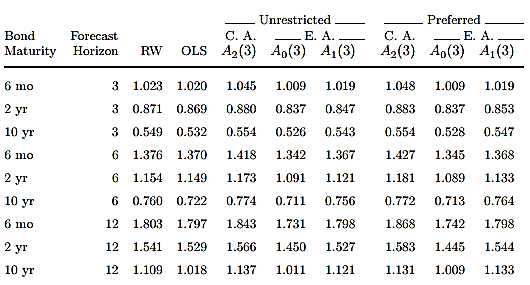 Unrestricted Preferred
Bond Forecast C. A. E. A. C. A. E. A.
Maturity Horizon RW OLS A₂(3) A₀(3) A₁(3) A₂(3) A₀(3) A₁(3)
6 mo 3 1.023 1.020 1.045 1.009 1.019 1.048 1.009 1.019
2 yr 3 0.871 0.869 0.880 0.837 0.847 0.883 0.837 0.853
10 yr 3 0.549 0.532 0.554 0.526 0.543 0.554 0.528 0.547
6 mo 6 1.376 1.370 1.418 1.342 1.367 1.427 1.345 1.368
2 yr 6 1.154 1.149 1.173 1.091 1.121 1.181 1.089 1.133
10 yr 6 0.760 0.722 0.774 0.711 0.756 0.772 0.713 0.764
6 mo 12 1.803 1.797 1.843 1.731 1.798 1.868 1.742 1.798
2 yr 12 1.541 1.529 1.566 1.450 1.527 1.583 1.445 1.544
10 yr 12 1.109 1.018 1.137 1.011 1.121 1.131 1.009 1.133